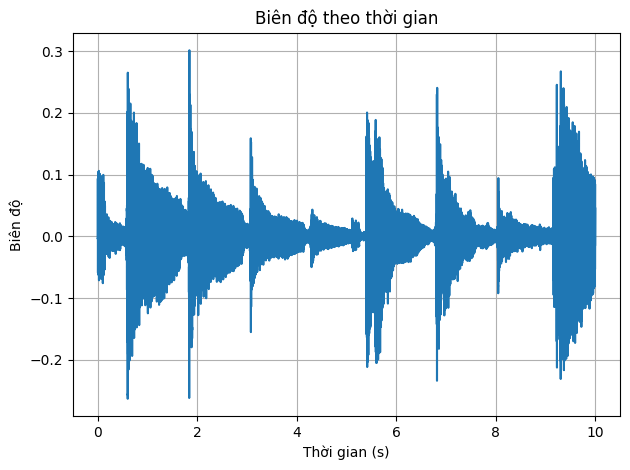 Biên độ theo thời gian
Biên độ
0.3
0.2
0.1
0.0
−0.1
−0.2
0 2 4 6 8 10
Thời gian (s)